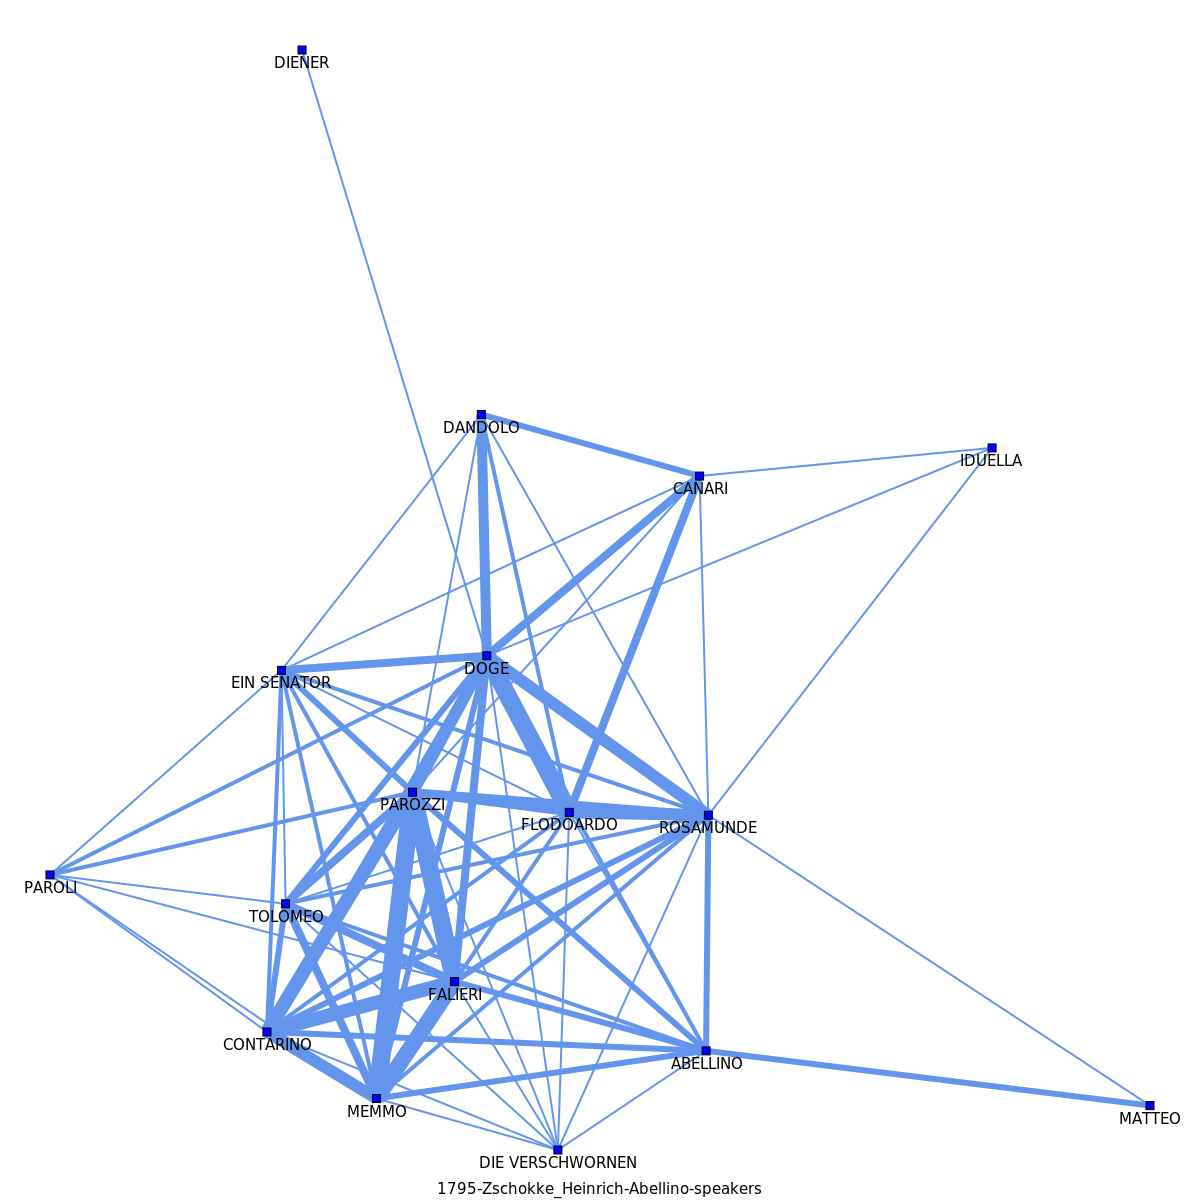 DIENER
DANDOLO
IDUELLA
CANARI
DOGE
EIN SENATOR
PAROZZI
FLODOARDO
ROSAMUNDE
PAROLI
TOLOMEO
FALIERI
CONTARINO
ABELLINO
MEMMO
MATTEO
DIE VERSCHWORNEN
1795-Zschokke_Heinrich-Abellino-speakers